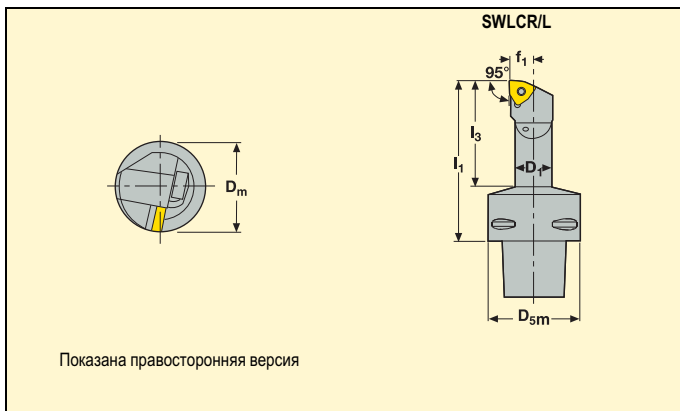 SWLCR/L
f1
95°
l3
l1
D1
Dm
D5m
Показана правосторонняя версия